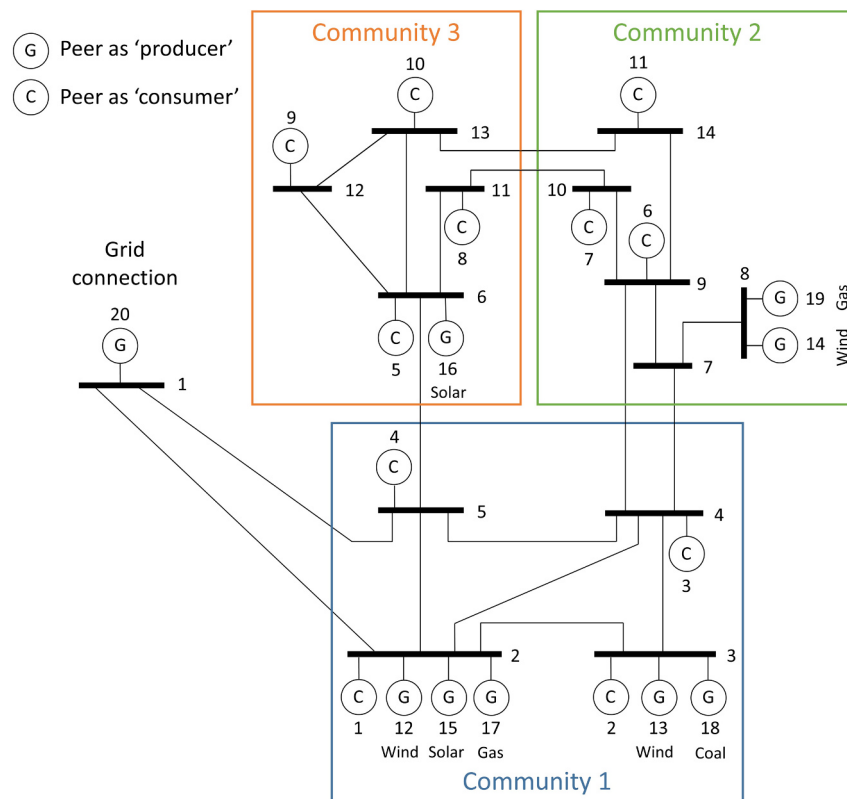 Community 3
Community 2
G Peer as ‘producer’
C Peer as ‘consumer’
10
C
13
11
C
14
9
C
12
11
C
8
10
C
7
6
C
9
8
G 19 Gas
G 14 Wind
7
6
C
5
G
16
Solar
Grid
connection
20
G
1
4
C
5
4
C
3
2
C
1
G
12
Wind
G
15
Solar
G
17
Gas
3
C
2
G
13
Wind
G
18
Coal
Community 1